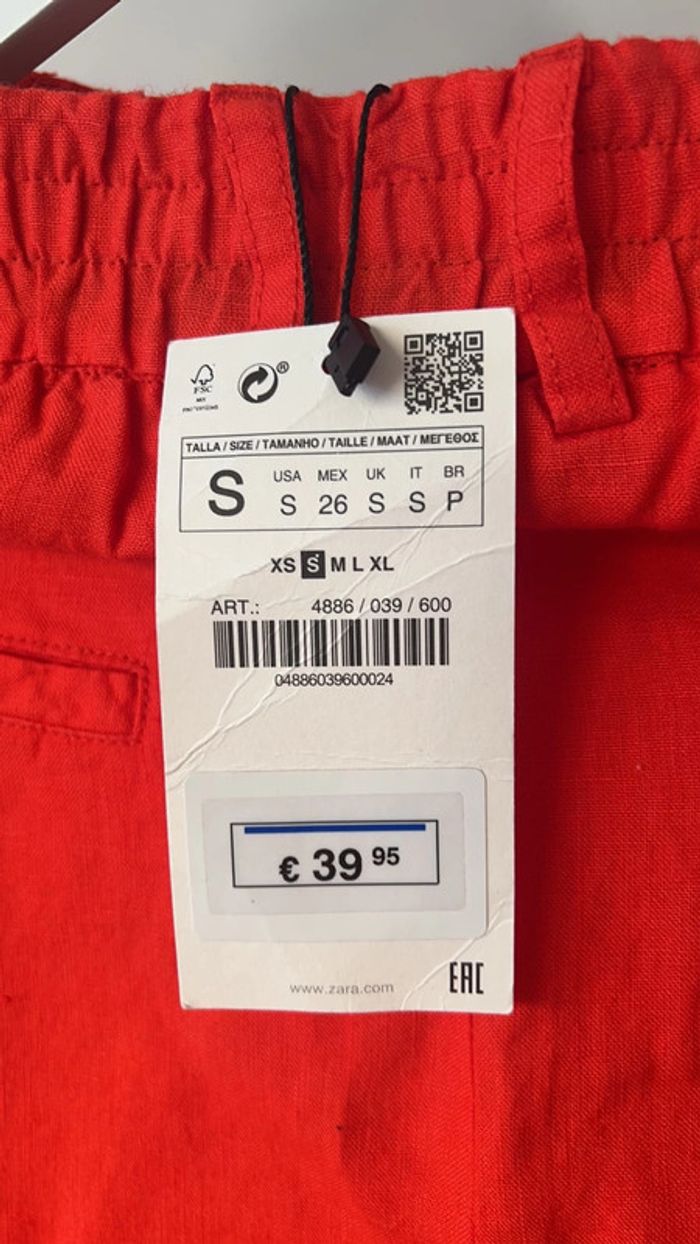 ®
FSC
MIX
TALLA / SIZE / TAMANHO / TAILLE / MAAT / ΜΕΓΕΘΟΣ
S
USA MEX UK IT BR
S 26 S S P
XS S M L XL
ART.: 4886 / 039 / 600
04886039600024
€ 39 95
www.zara.com
EAC